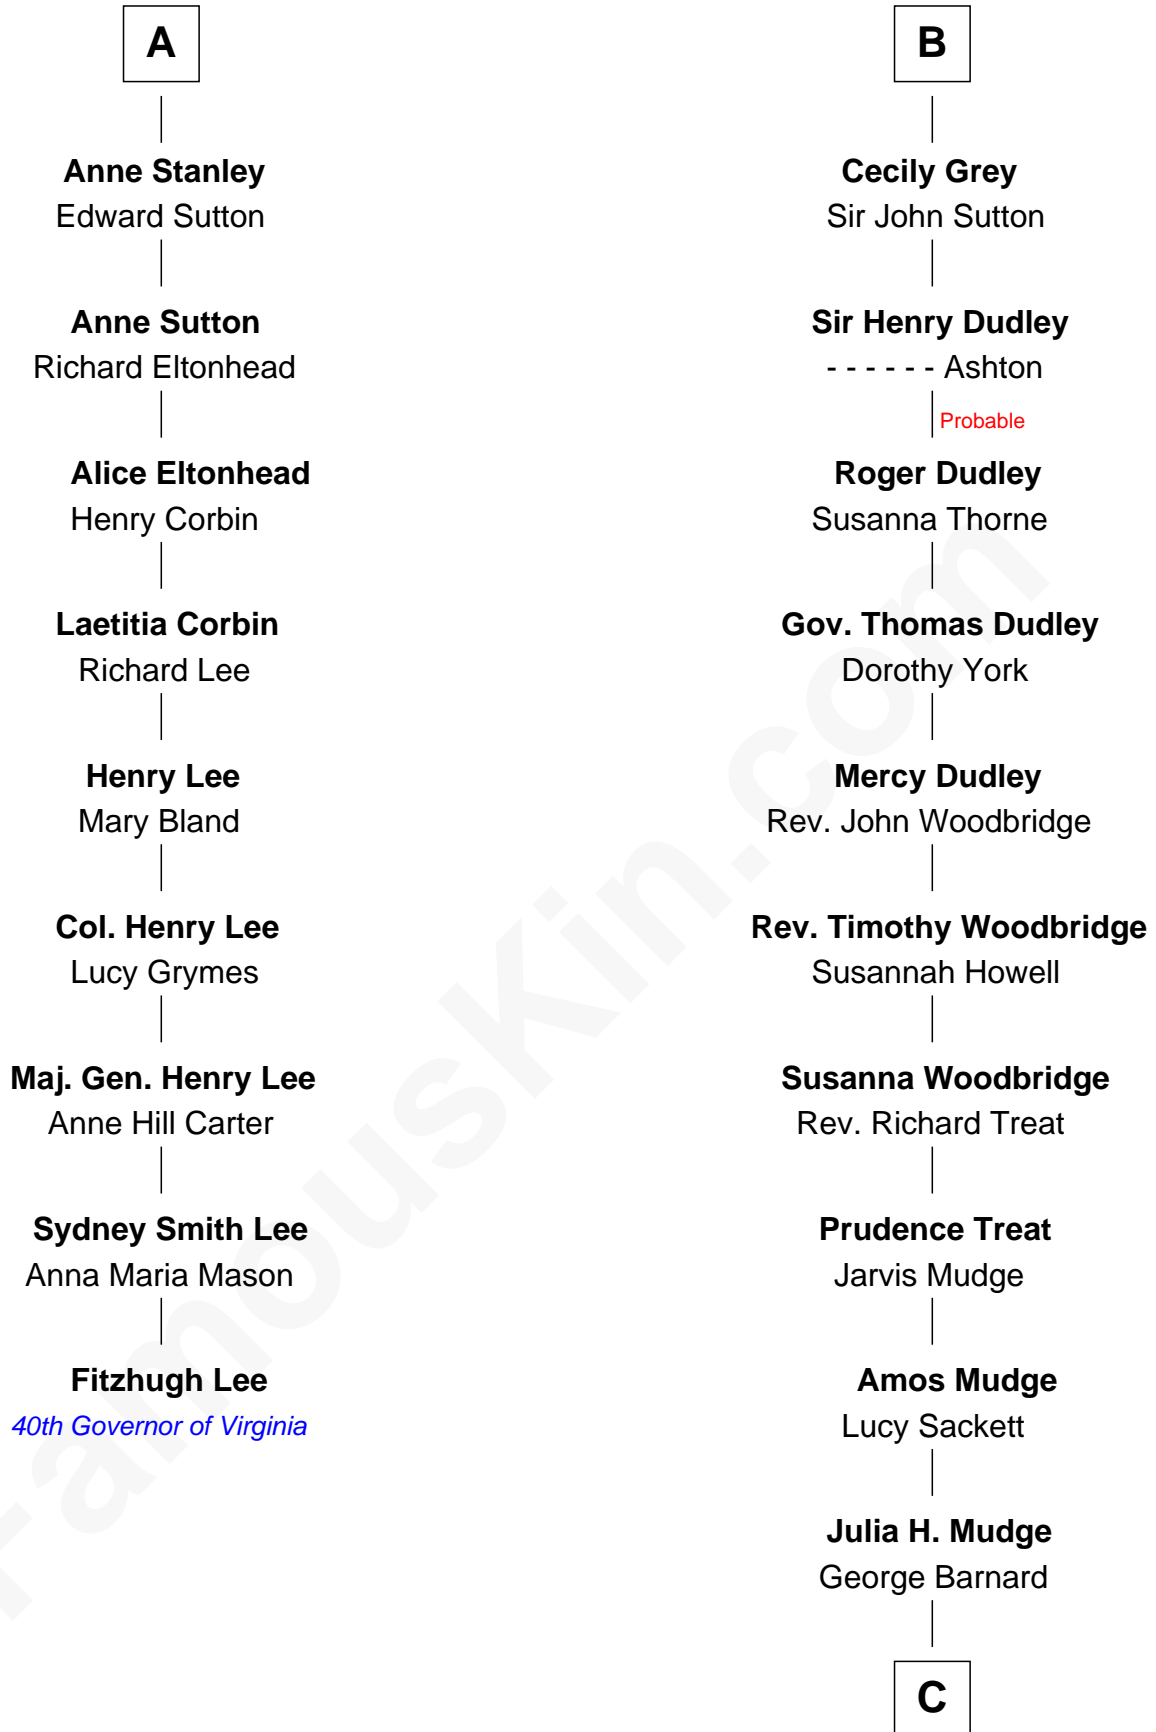 A
Anne Stanley
Edward Sutton
Anne Sutton
Richard Eltonhead
Alice Eltonhead
Henry Corbin
Laetitia Corbin
Richard Lee
Henry Lee
Mary Bland
Col. Henry Lee
Lucy Grymes
Maj. Gen. Henry Lee
Anne Hill Carter
Sydney Smith Lee
Anna Maria Mason
Fitzhugh Lee
40th Governor of Virginia
B
Cecily Grey
Sir John Sutton
Sir Henry Dudley
- - - - - - Ashton
Probable
Roger Dudley
Susanna Thorne
Gov. Thomas Dudley
Dorothy York
Mercy Dudley
Rev. John Woodbridge
Rev. Timothy Woodbridge
Susannah Howell
Susanna Woodbridge
Rev. Richard Treat
Prudence Treat
Jarvis Mudge
Amos Mudge
Lucy Sackett
Julia H. Mudge
George Barnard
C
FamousKin.com